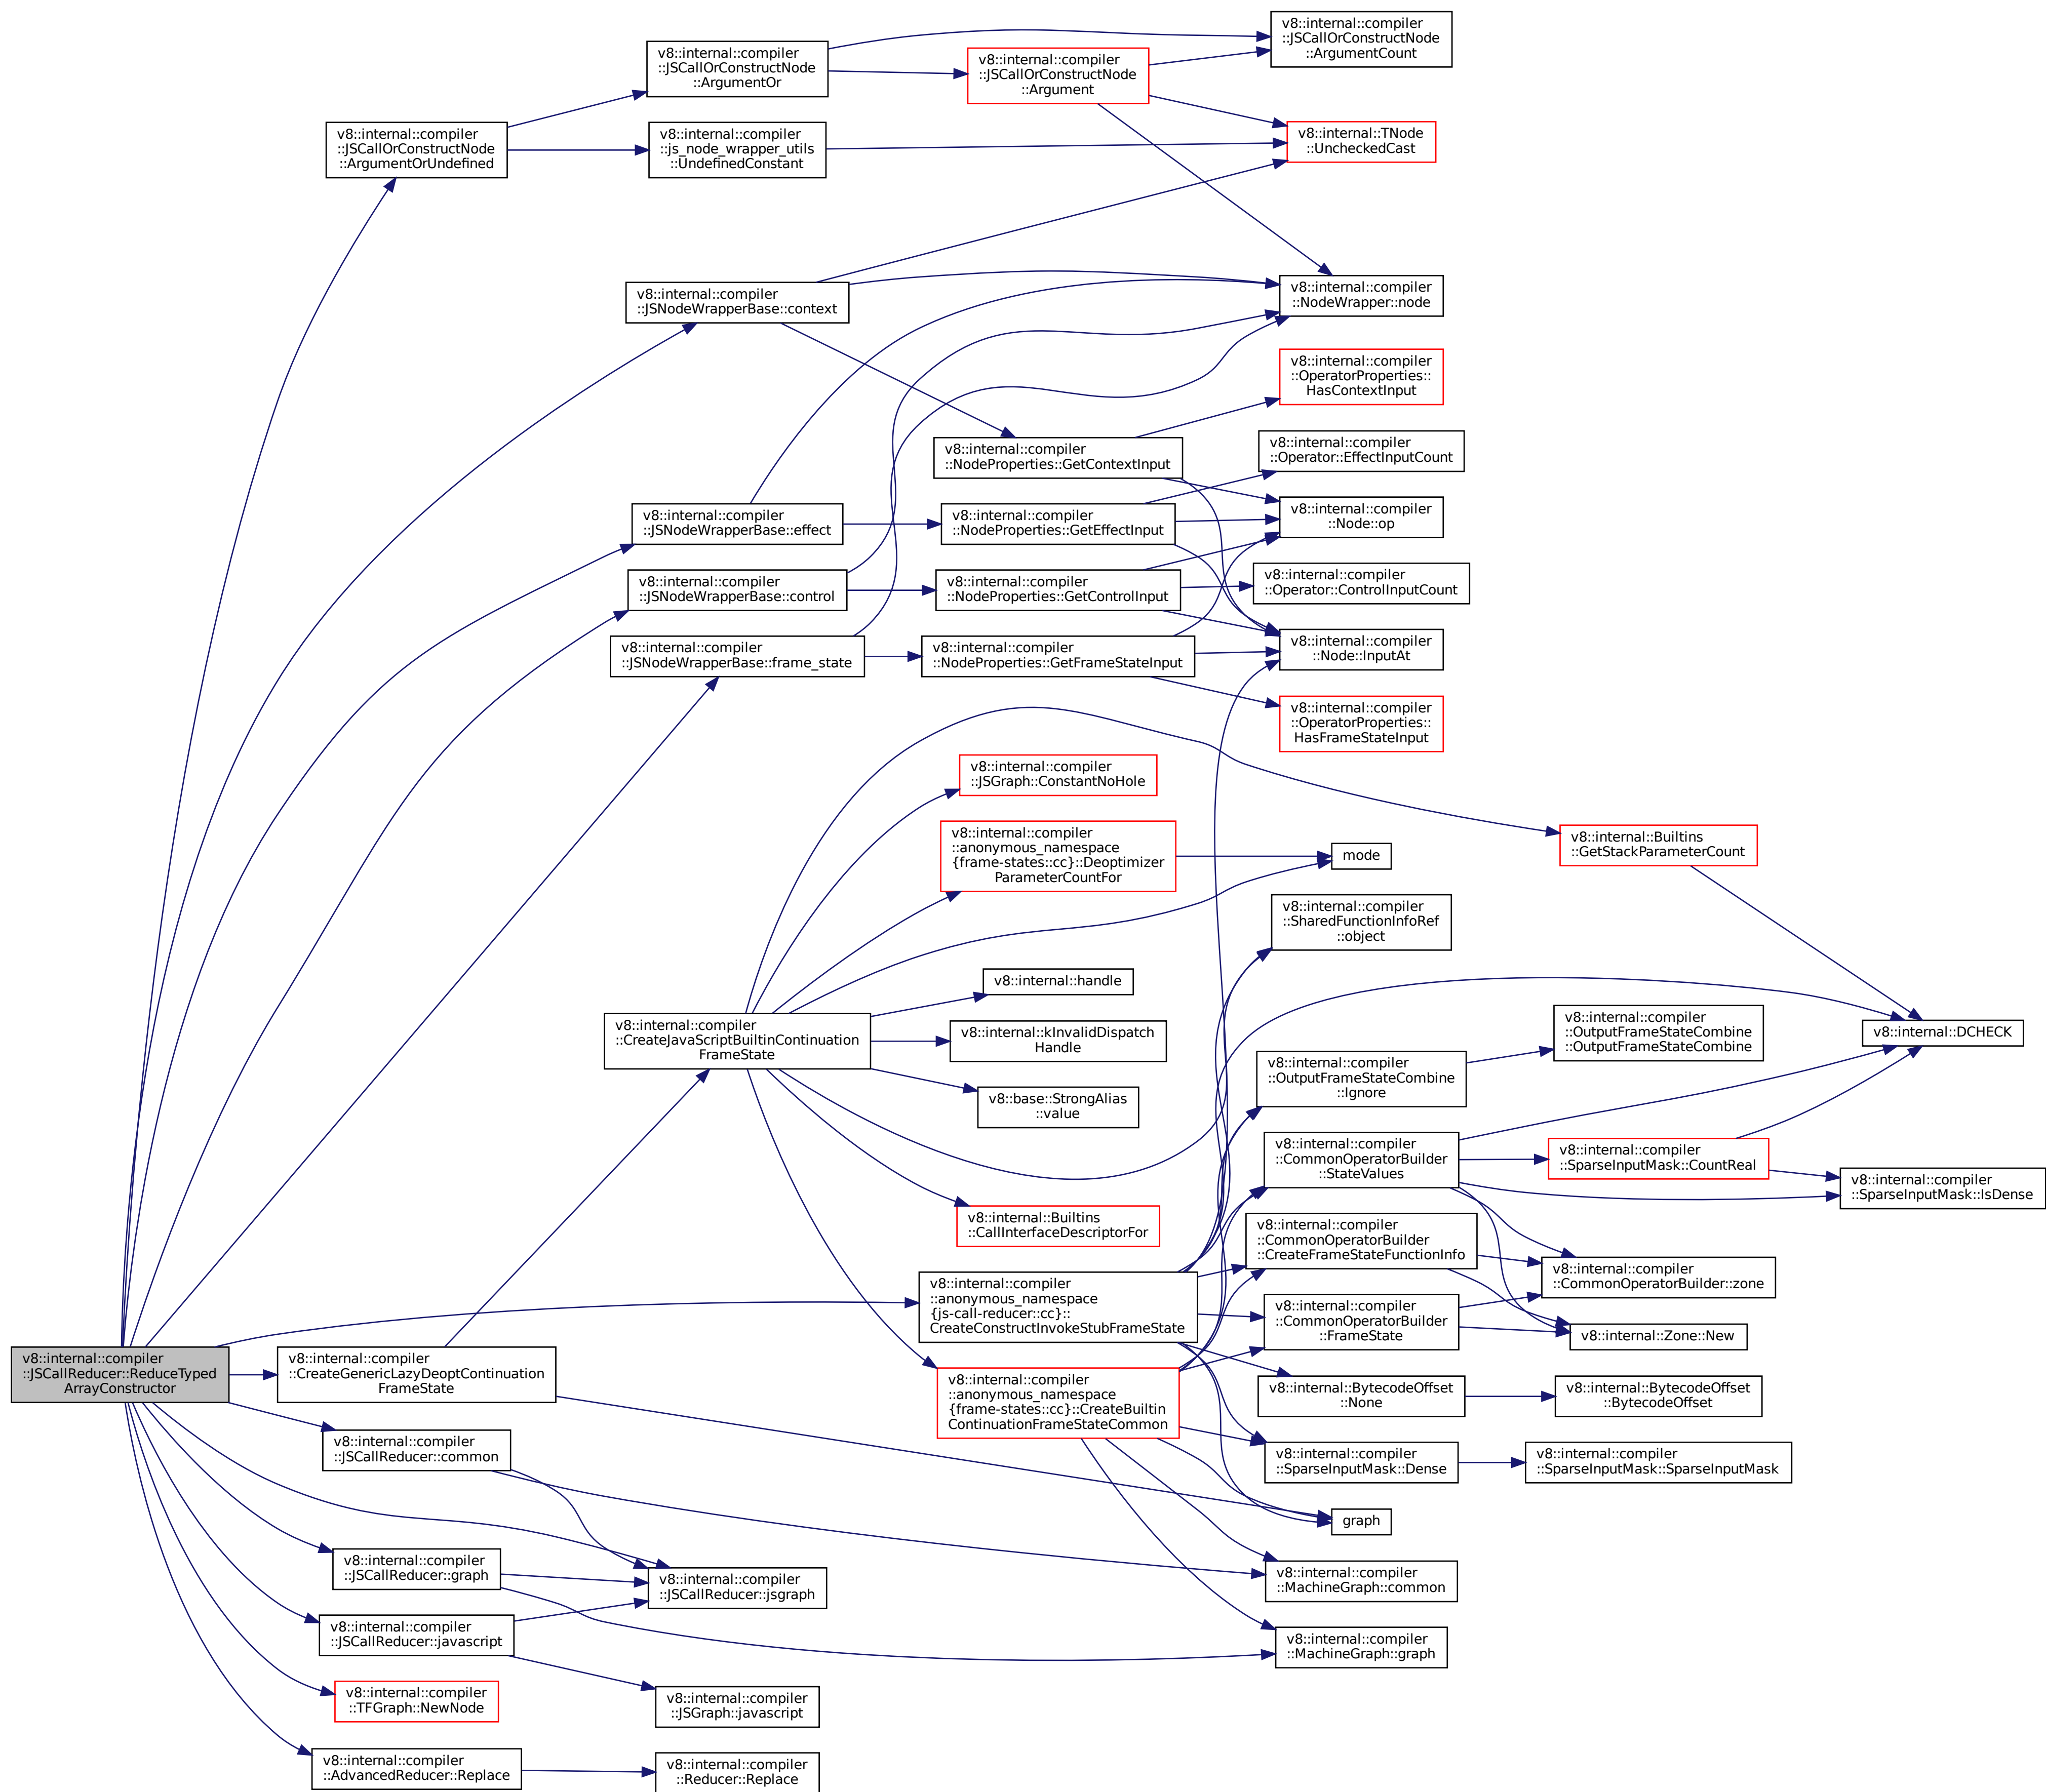 v8::internal::compiler
::JSCallOrConstructNode
::ArgumentCount
v8::internal::compiler
::JSCallOrConstructNode
::ArgumentOr
v8::internal::compiler
::JSCallOrConstructNode
::Argument
v8::internal::compiler
::JSCallOrConstructNode
::ArgumentOrUndefined
v8::internal::compiler
::js_node_wrapper_utils
::UndefinedConstant
v8::internal::TNode
::UncheckedCast
v8::internal::compiler
::JSNodeWrapperBase::context
v8::internal::compiler
::NodeWrapper::node
v8::internal::compiler
::OperatorProperties::
HasContextInput
v8::internal::compiler
::NodeProperties::GetContextInput
v8::internal::compiler
::Operator::EffectInputCount
v8::internal::compiler
::JSNodeWrapperBase::effect
v8::internal::compiler
::NodeProperties::GetEffectInput
v8::internal::compiler
::Node::op
v8::internal::compiler
::JSNodeWrapperBase::control
v8::internal::compiler
::NodeProperties::GetControlInput
v8::internal::compiler
::Operator::ControlInputCount
v8::internal::compiler
::JSNodeWrapperBase::frame_state
v8::internal::compiler
::NodeProperties::GetFrameStateInput
v8::internal::compiler
::Node::InputAt
v8::internal::compiler
::OperatorProperties::
HasFrameStateInput
v8::internal::compiler
::JSGraph::ConstantNoHole
v8::internal::compiler
::anonymous_namespace
{frame-states::cc}::Deoptimizer
ParameterCountFor
mode
v8::internal::Builtins
::GetStackParameterCount
v8::internal::compiler
::SharedFunctionInfoRef
::object
v8::internal::handle
v8::internal::compiler
::CreateJavaScriptBuiltinContinuation
FrameState
v8::internal::kInvalidDispatch
Handle
v8::internal::compiler
::OutputFrameStateCombine
::OutputFrameStateCombine
v8::internal::DCHECK
v8::internal::compiler
::OutputFrameStateCombine
::Ignore
v8::base::StrongAlias
::value
v8::internal::compiler
::CommonOperatorBuilder
::StateValues
v8::internal::compiler
::SparseInputMask::CountReal
v8::internal::compiler
::SparseInputMask::IsDense
v8::internal::Builtins
::CallInterfaceDescriptorFor
v8::internal::compiler
::CommonOperatorBuilder
::CreateFrameStateFunctionInfo
v8::internal::compiler
::CommonOperatorBuilder::zone
v8::internal::compiler
::anonymous_namespace
{js-call-reducer::cc}::
CreateConstructInvokeStubFrameState
v8::internal::compiler
::CommonOperatorBuilder
::FrameState
v8::internal::Zone::New
v8::internal::compiler
::JSCallReducer::ReduceTyped
ArrayConstructor
v8::internal::compiler
::CreateGenericLazyDeoptContinuation
FrameState
v8::internal::compiler
::anonymous_namespace
{frame-states::cc}::CreateBuiltin
ContinuationFrameStateCommon
v8::internal::BytecodeOffset
::None
v8::internal::BytecodeOffset
::BytecodeOffset
v8::internal::compiler
::JSCallReducer::common
v8::internal::compiler
::SparseInputMask::Dense
v8::internal::compiler
::SparseInputMask::SparseInputMask
graph
v8::internal::compiler
::JSCallReducer::graph
v8::internal::compiler
::JSCallReducer::jsgraph
v8::internal::compiler
::MachineGraph::common
v8::internal::compiler
::JSCallReducer::javascript
v8::internal::compiler
::MachineGraph::graph
v8::internal::compiler
::TFGraph::NewNode
v8::internal::compiler
::JSGraph::javascript
v8::internal::compiler
::AdvancedReducer::Replace
v8::internal::compiler
::Reducer::Replace